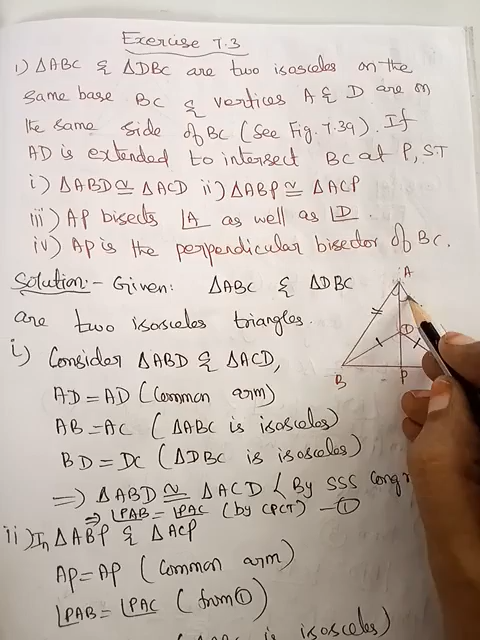 Exercise 7.3
1) ΔABC & ΔDBC are two isosceles on the
same base BC & vertices A & D are on
the same side of BC (See Fig. 7.39). If
AD is extended to intersect BC at P, S.T
i) ΔABD ≅ ΔACD ii) ΔABP ≅ ΔACP
iii) AP bisects ∠A as well as ∠D.
iv) AP is the perpendicular bisector of BC.
Solution:- Given: ΔABC & ΔDBC
are two isosceles triangles.
A
D
B
P
i) Consider ΔABD & ΔACD,
AD = AD (Common arm)
AB = AC (ΔABC is isosceles)
BD = DC (ΔDBC is isosceles)
=> ΔABD ≅ ΔACD (By SSS cong
=> ∠PAB = ∠PAC (by CPCT) —①
ii) In ΔABP & ΔACP
AP = AP (Common arm)
∠PAB = ∠PAC (from ①)
is isosceles)